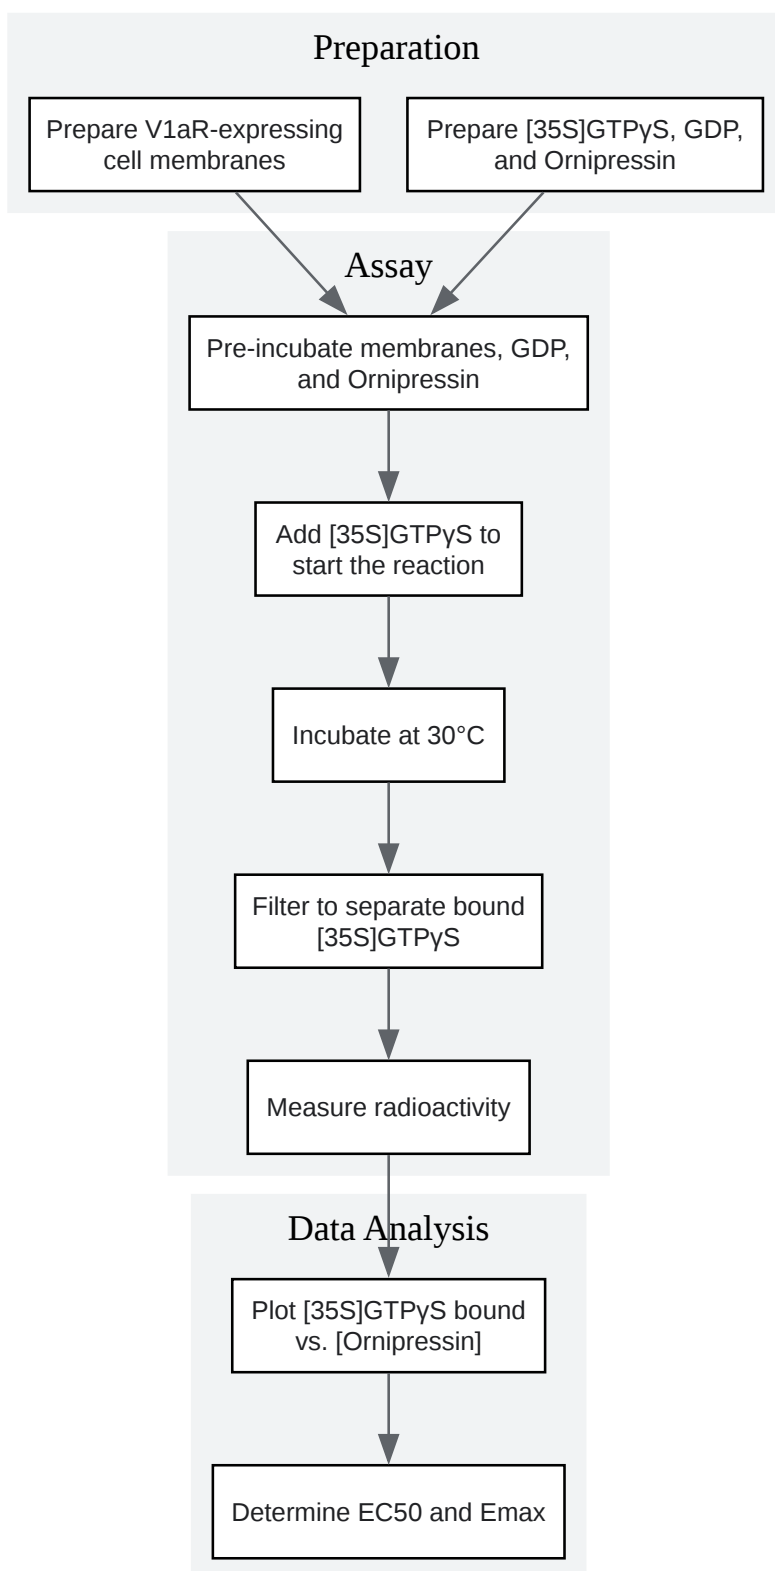 Preparation
Prepare V1aR-expressing
cell membranes
Prepare [35S]GTPγS, GDP,
and Ornipressin
Assay
Pre-incubate membranes, GDP,
and Ornipressin
Add [35S]GTPγS to
start the reaction
Incubate at 30°C
Filter to separate bound
[35S]GTPγS
Measure radioactivity
Data Analysis
Plot [35S]GTPγS bound
vs. [Ornipressin]
Determine EC50 and Emax